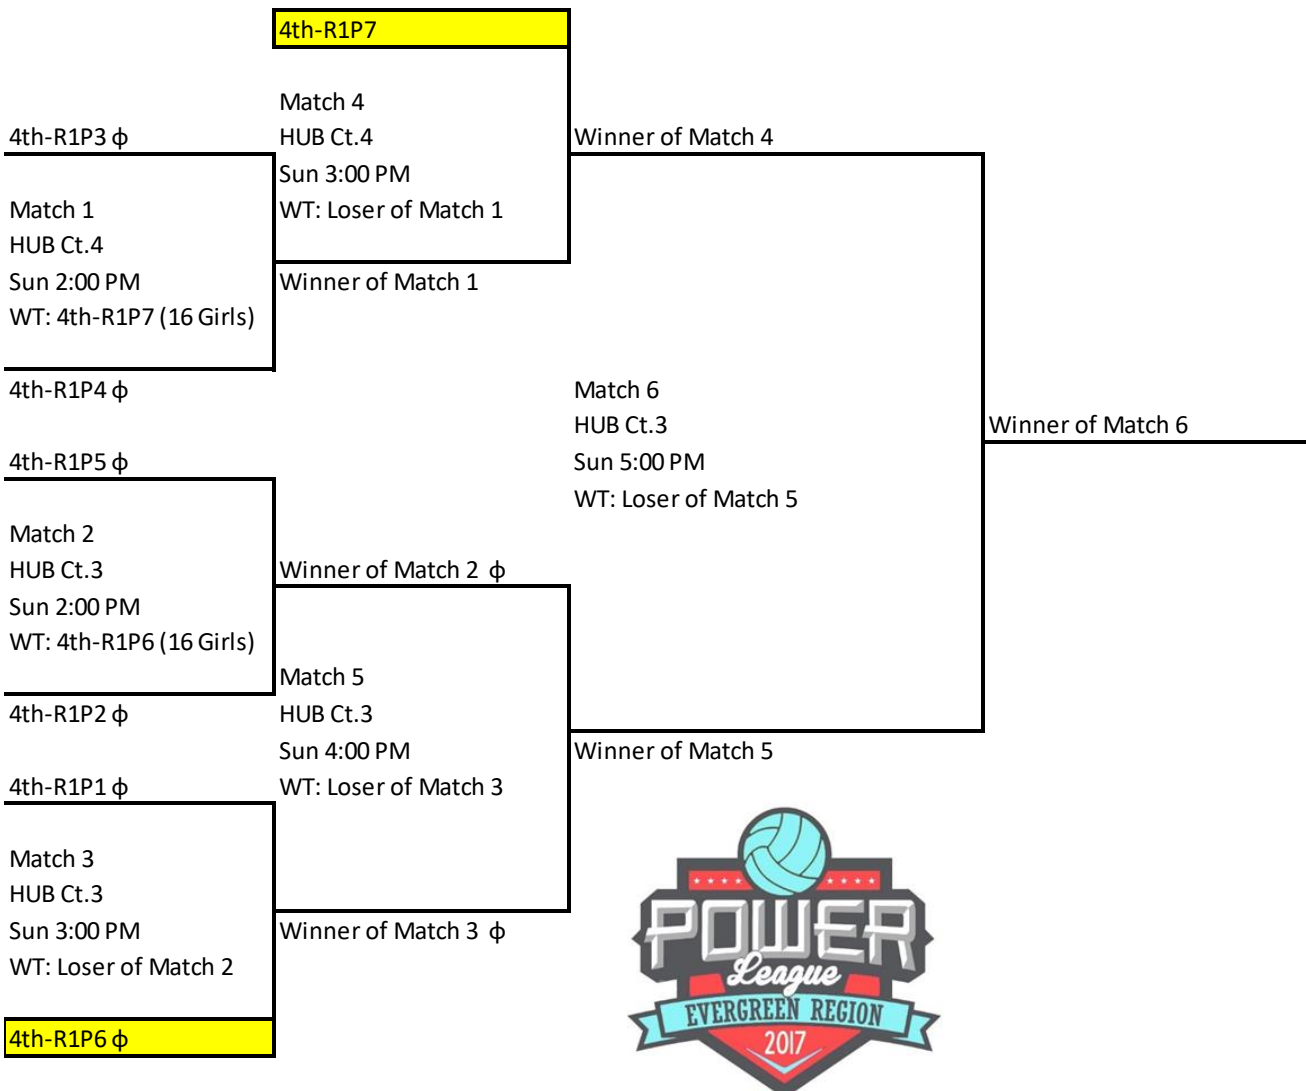 4th-R1P7
Match 4
HUB Ct.4
Sun 3:00 PM
WT: Loser of Match 1
4th-R1P3 ϕ
Winner of Match 4
Match 1
HUB Ct.4
Sun 2:00 PM
WT: 4th-R1P7 (16 Girls)
Winner of Match 1
4th-R1P4 ϕ
Match 6
HUB Ct.3
Sun 5:00 PM
WT: Loser of Match 5
Winner of Match 6
4th-R1P5 ϕ
Match 2
HUB Ct.3
Sun 2:00 PM
WT: 4th-R1P6 (16 Girls)
Winner of Match 2 ϕ
4th-R1P2 ϕ
Match 5
HUB Ct.3
Sun 4:00 PM
WT: Loser of Match 3
Winner of Match 5
4th-R1P1 ϕ
Match 3
HUB Ct.3
Sun 3:00 PM
WT: Loser of Match 2
Winner of Match 3 ϕ
4th-R1P6 ϕ
POWER
League
EVERGREEN REGION
2017